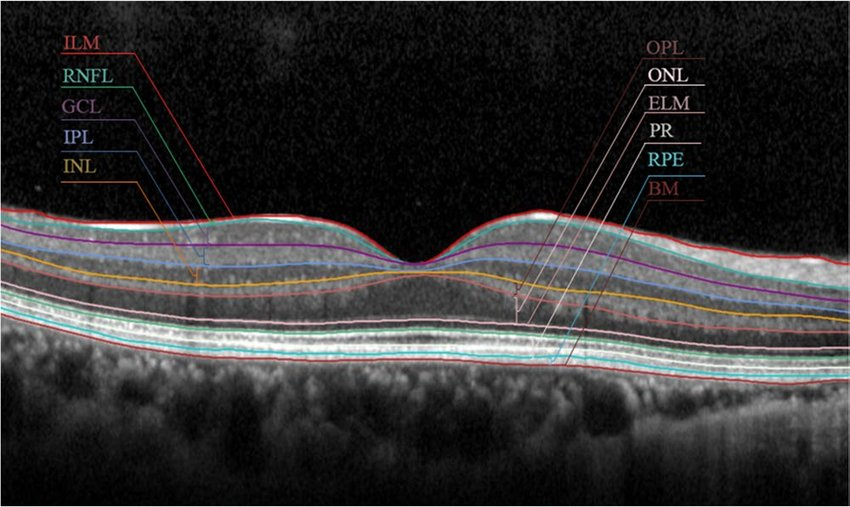 ILM
RNFL
GCL
IPL
INL
OPL
ONL
ELM
PR
RPE
BM